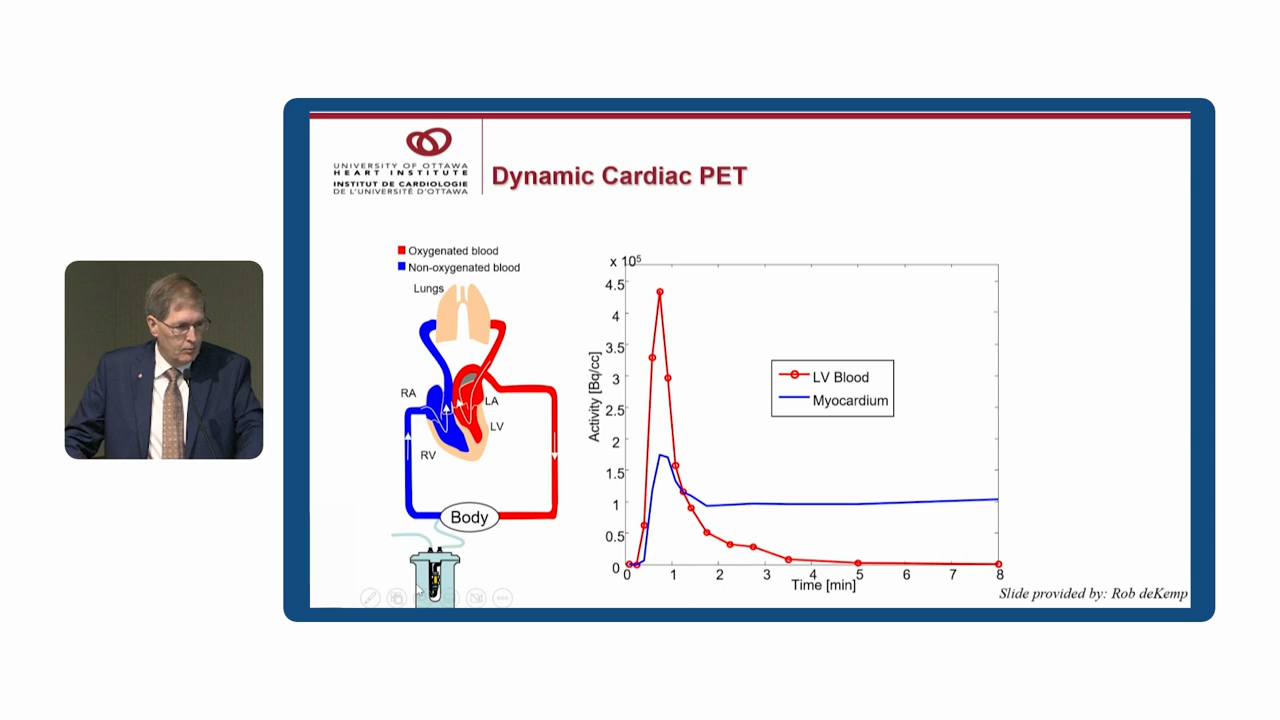 UNIVERSITY OF OTTAWA
HEART INSTITUTE
INSTITUT DE CARDIOLOGIE
DE L'UNIVERSITÉ D'OTTAWA
Dynamic Cardiac PET
Oxygenated blood
Non-oxygenated blood
Lungs
RA
LA
LV
RV
Body
x 10⁵
4.5
4
3.5
3
2.5
2
1.5
1
0.5
0
Activity [Bq/cc]
LV Blood
Myocardium
0 1 2 3 4 5 6 7 8
Time [min]
Slide provided by: Rob deKemp